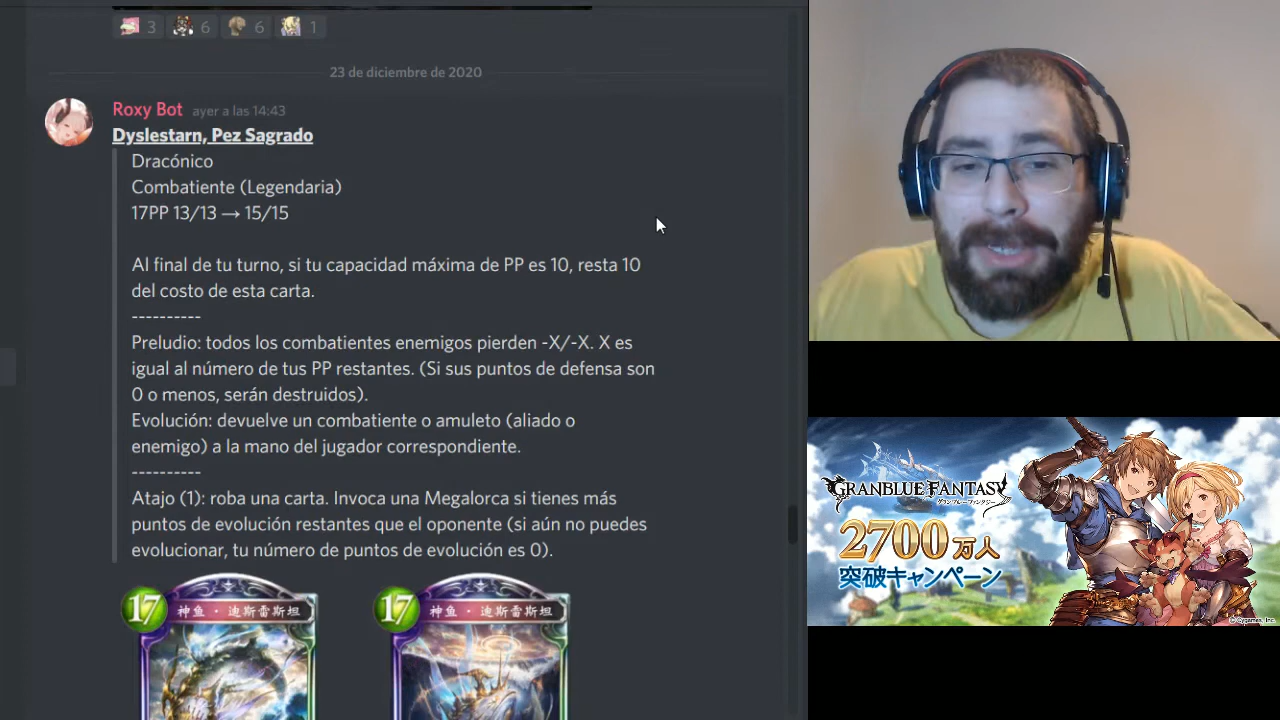 3 6 6 1
23 de diciembre de 2020
Roxy Bot ayer a las 14:43
Dyslestarn, Pez Sagrado
Dracónico
Combatiente (Legendaria)
17PP 13/13 → 15/15
Al final de tu turno, si tu capacidad máxima de PP es 10, resta 10
del costo de esta carta.
----------
Preludio: todos los combatientes enemigos pierden -X/-X. X es
igual al número de tus PP restantes. (Si sus puntos de defensa son
0 o menos, serán destruidos).
Evolución: devuelve un combatiente o amuleto (aliado o
enemigo) a la mano del jugador correspondiente.
----------
Atajo (1): roba una carta. Invoca una Megalorca si tienes más
puntos de evolución restantes que el oponente (si aún no puedes
evolucionar, tu número de puntos de evolución es 0).
17 神鱼・迪斯雷斯坦
17 神鱼・迪斯雷斯坦
GRANBLUE FANTASY
グランブルーファンタジー
2700万人
突破キャンペーン
© Cygames, Inc.